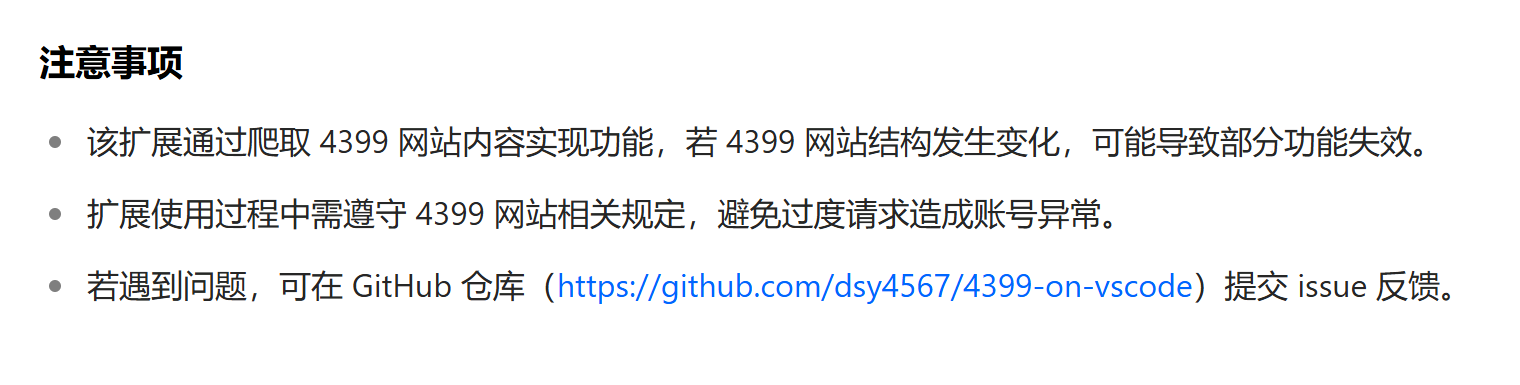 注意事项
该扩展通过爬取 4399 网站内容实现功能，若 4399 网站结构发生变化，可能导致部分功能失效。
扩展使用过程中需遵守 4399 网站相关规定，避免过度请求造成账号异常。
若遇到问题，可在 GitHub 仓库（https://github.com/dsy4567/4399-on-vscode）提交 issue 反馈。